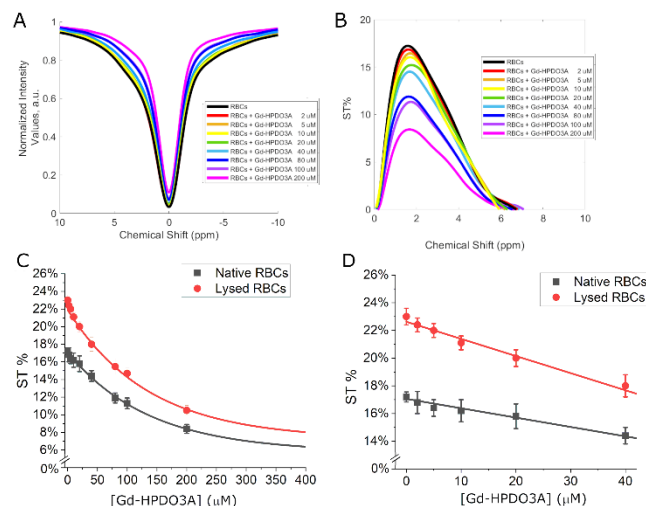 A
Normalized Intensity
Values, a.u.
1
0.8
0.6
0.4
0.2
0
10
5
0
-5
-10
Chemical Shift (ppm)
RBCs
RBCs + Gd-HPDO3A 2 uM
RBCs + Gd-HPDO3A 5 uM
RBCs + Gd-HPDO3A 10 uM
RBCs + Gd-HPDO3A 20 uM
RBCs + Gd-HPDO3A 40 uM
RBCs + Gd-HPDO3A 80 uM
RBCs + Gd-HPDO3A 100 uM
RBCs + Gd-HPDO3A 200 uM
B
ST%
20
15
10
5
0
0
2
4
6
8
10
Chemical Shift (ppm)
RBCs
RBCs + Gd-HPDO3A 2 uM
RBCs + Gd-HPDO3A 5 uM
RBCs + Gd-HPDO3A 10 uM
RBCs + Gd-HPDO3A 20 uM
RBCs + Gd-HPDO3A 40 uM
RBCs + Gd-HPDO3A 80 uM
RBCs + Gd-HPDO3A 100 uM
RBCs + Gd-HPDO3A 200 uM
C
ST %
26%
24%
22%
20%
18%
16%
14%
12%
10%
8%
6%
0%
0
50
100
150
200
250
300
350
400
[Gd-HPDO3A] (μM)
Native RBCs
Lysed RBCs
D
ST %
26%
24%
22%
20%
18%
16%
14%
0%
0
10
20
30
40
[Gd-HPDO3A] (μM)
Native RBCs
Lysed RBCs